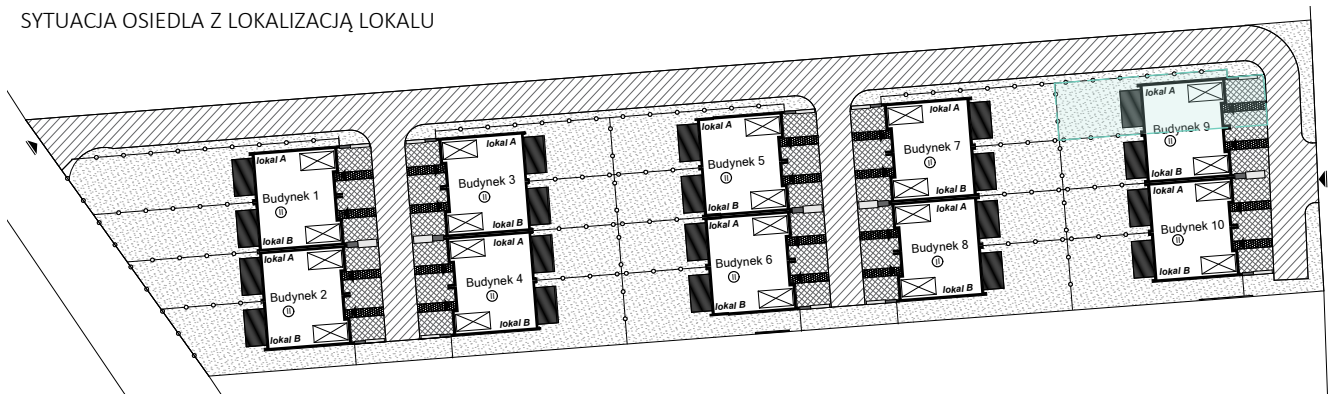 SYTUACJA OSIEDLA Z LOKALIZACJĄ LOKALU
lokal A
Budynek 1
II
lokal B
lokal A
Budynek 2
II
lokal B
lokal A
Budynek 3
II
lokal B
lokal A
Budynek 4
II
lokal B
lokal A
Budynek 5
II
lokal B
lokal A
Budynek 6
II
lokal B
lokal A
Budynek 7
II
lokal B
lokal A
Budynek 8
II
lokal B
lokal A
Budynek 9
II
lokal B
lokal A
Budynek 10
II
lokal B